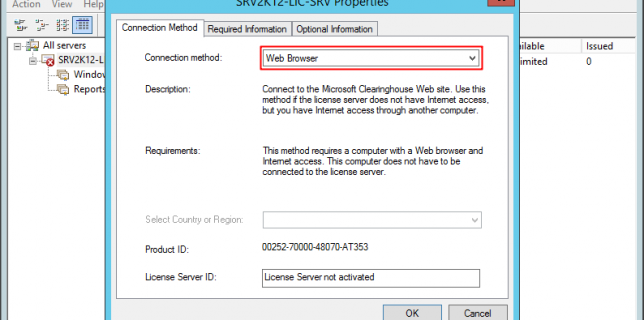 Action View Help
SRV2K12-LIC-SRV Properties
All servers
SRV2K12-L
Windov
Reports
ilable Issued
imited 0
Connection Method Required Information Optional Information
Connection method: Web Browser
Description: Connect to the Microsoft Clearinghouse Web site. Use this
method if the license server does not have Internet access,
but you have Internet access through another computer.
Requirements: This method requires a computer with a Web browser and
Internet access. This computer does not have to be
connected to the license server.
Select Country or Region:
Product ID: 00252-70000-48070-AT353
License Server ID: License Server not activated
OK Cancel